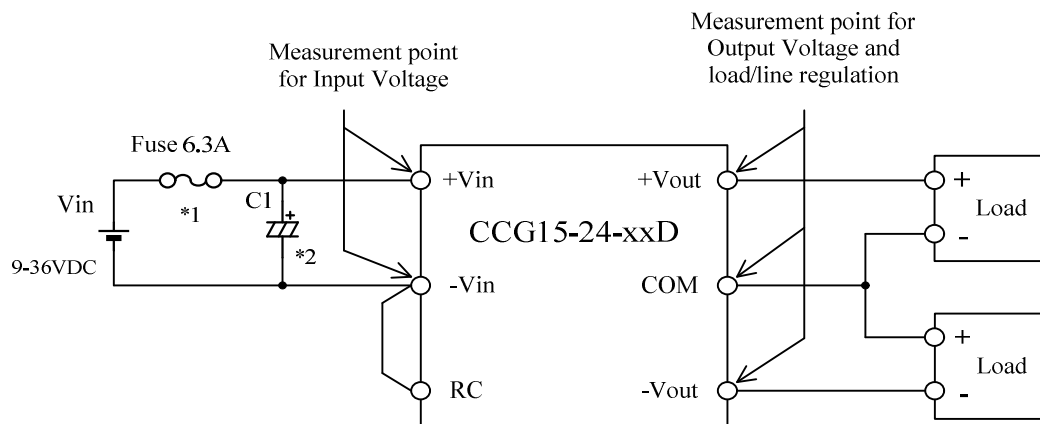 Measurement point
for Input Voltage
Measurement point for
Output Voltage and
load/line regulation
Fuse 6.3A
*1
Vin
9-36VDC
C1
+
*2
+Vin
-Vin
RC
CCG15-24-xxD
+Vout
COM
-Vout
+
Load
-
+
Load
-